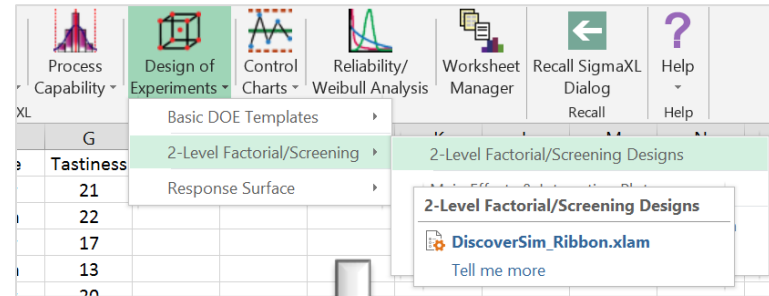 Process Capability
Design of Experiments
Control Charts
Reliability/ Weibull Analysis
Worksheet Manager
Recall SigmaXL Dialog
Help
XL
Recall
Help
Basic DOE Templates
2-Level Factorial/Screening
Response Surface
2-Level Factorial/Screening Designs
2-Level Factorial/Screening Designs
DiscoverSim_Ribbon.xlam
Tell me more
G
Tastiness
21
22
17
13
20